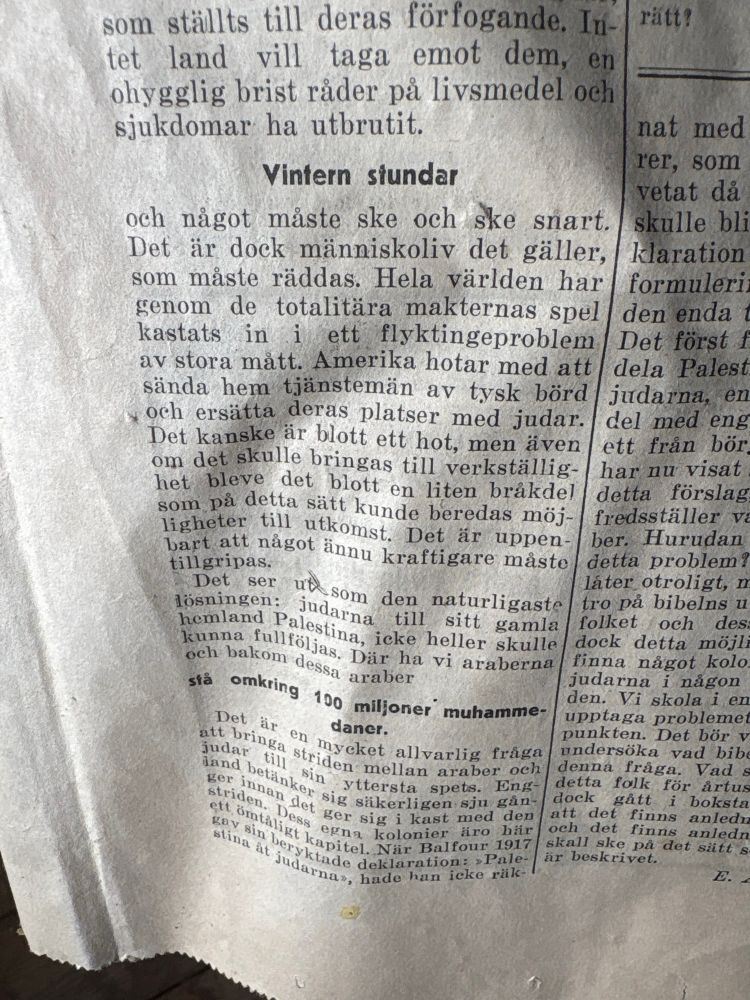 som ställts till deras förfogande. In-
tet land vill taga emot dem, en
ohygglig brist råder på livsmedel och
sjukdomar ha utbrutit.
Vintern stundar
och något måste ske och ske snart.
Det är dock människoliv det gäller,
som måste räddas. Hela världen har
genom de totalitära makternas spel
kastats in i ett flyktingeproblem
av stora mått. Amerika hotar med att
sända hem tjänstemän av tysk börd
och ersätta deras platser med judar.
Det kanske är blott ett hot, men även
om det skulle bringas till verkställig-
het bleve det blott en liten bråkdel
som på detta sätt kunde beredas möj-
ligheter till utkomst. Det är uppen-
bart att något ännu kraftigare måste
tillgripas.
Det ser ut som den naturligaste
lösningen: judarna till sitt gamla
hemland Palestina, icke heller skulle
kunna fullföljas. Där ha vi araberna
och bakom dessa araber
stå omkring 100 miljoner muhamme-
daner.
Det är en mycket allvarlig fråga
att bringa striden mellan araber och
judar till sin yttersta spets. Eng-
land betänker sig säkerligen sju gån-
ger innan det ger sig i kast med den
striden. Dess egna kolonier äro här
ett ömtåligt kapitel. När Balfour 1917
gav sin beryktade deklaration: »Pale-
stina åt judarna», hade han icke räk-
rätt?
nat med
rer, som
vetat då
skulle bli
klaration
formuleri
den enda
Det först
dela Palest
judarna, en
del med eng
ett från bör
har nu visat
detta förslag
fredsställer
ber. Hurudan
detta problem?
låter otroligt,
tro på bibelns
folket och
dock detta möjli
finna något kolo
judarna i någon
den. Vi skola i en
upptaga problemet
punkten. Det bör
undersöka vad bibe
denna fråga. Vad
detta folk för årtus
dock gått i boksta
att det finns anledn
och det finns anledn
skall ske på det sätt
är beskrivet.
E.